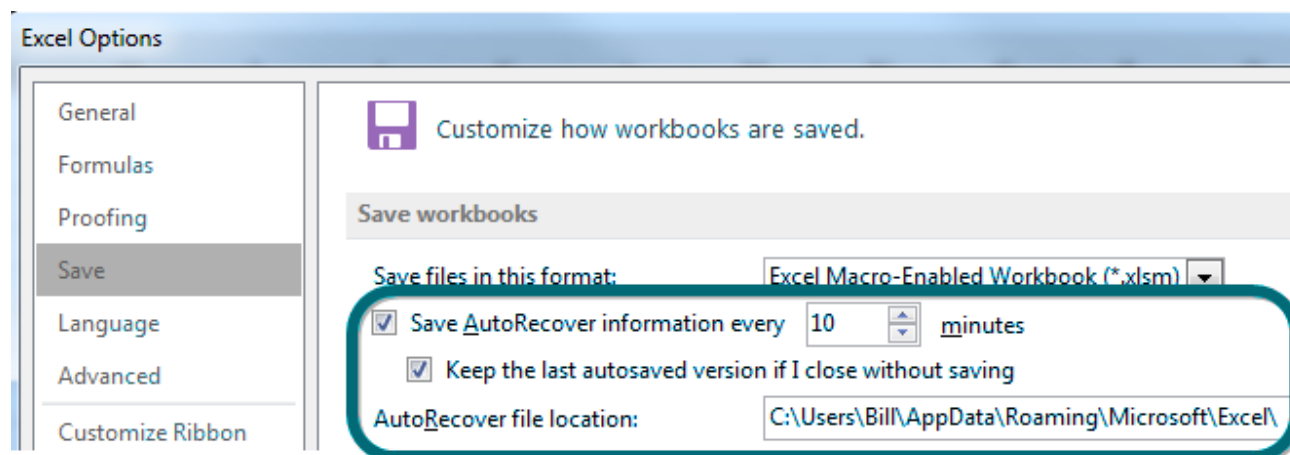 Excel Options
General
Formulas
Proofing
Save
Language
Advanced
Customize Ribbon
Customize how workbooks are saved.
Save workbooks
Save files in this format: Excel Macro-Enabled Workbook (*.xlsm)
Save AutoRecover information every 10 minutes
Keep the last autosaved version if I close without saving
AutoRecover file location: C:\Users\Bill\AppData\Roaming\Microsoft\Excel\